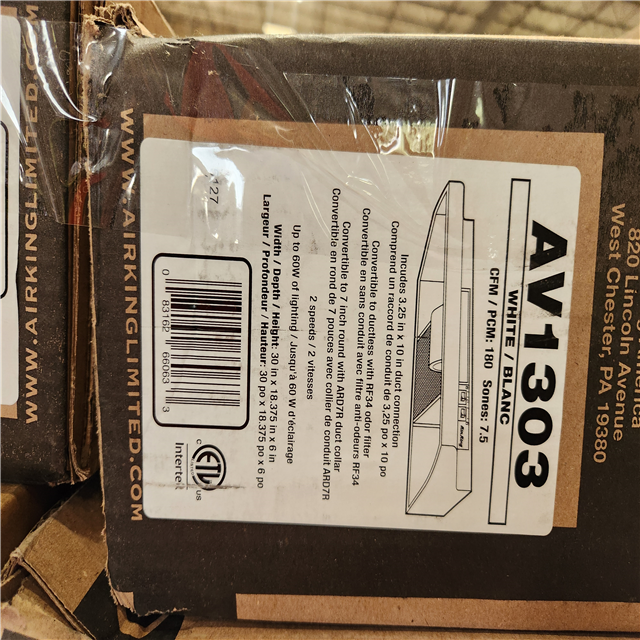 AV1303
WHITE / BLANC
CFM / PCM: 180 Sones: 7.5
Includes 3.25 in x 10 in duct connection
Comprend un raccord de conduit de 3,25 po x 10 po
Convertible to ductless with RF34 odor filter
Convertible en sans conduit avec filtre anti-odeurs RF34
Convertible to 7 inch round with ARD7R duct collar
Convertible en rond de 7 pouces avec collier de conduit ARD7R
2 speeds / 2 vitesses
Up to 60W of lighting / Jusqu'à 60 W d'éclairage
Width / Depth / Height: 30 in x 18.375 in x 6 in
Largeur / Profondeur / Hauteur: 30 po x 18.375 po x 6 po
127
0 83162 66063 3
C ETL US
Intertek
WWW.AIRKINGLIMITED.COM
820 Lincoln Avenue
West Chester, PA 19380
WWW.AIRKINGLIMITED.COM